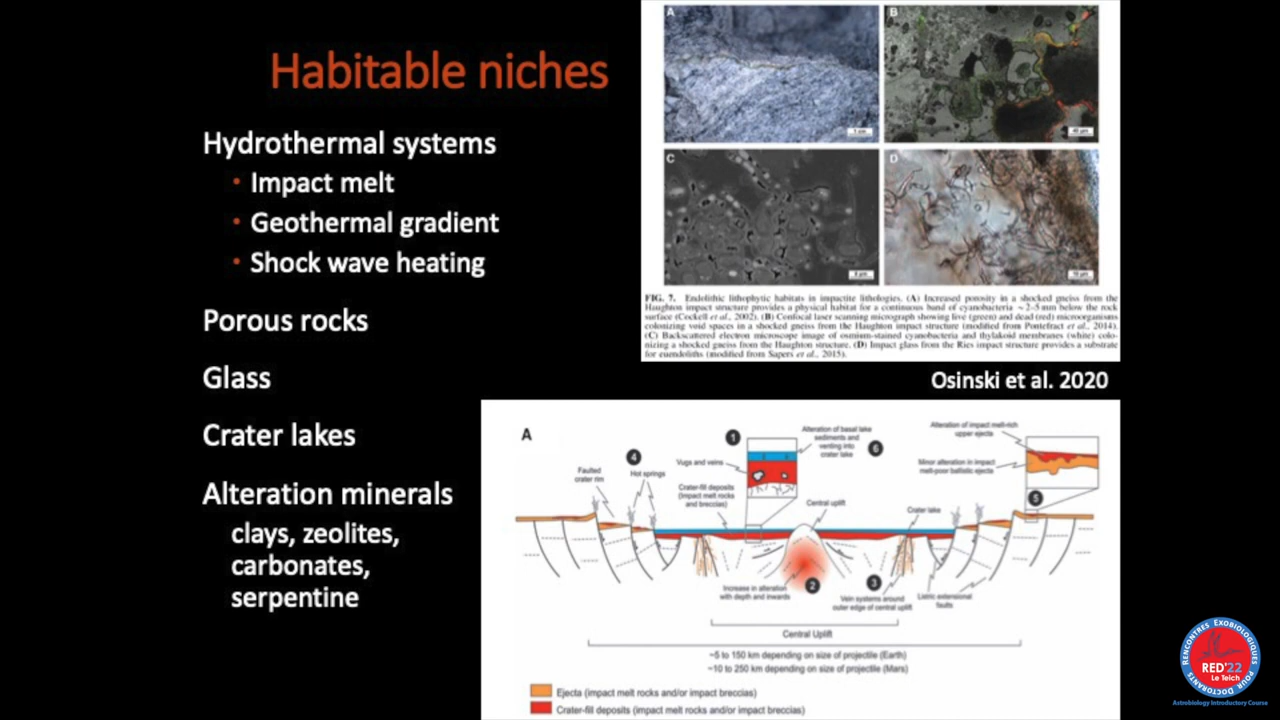 Habitable niches
Hydrothermal systems
• Impact melt
• Geothermal gradient
• Shock wave heating
Porous rocks
Glass
Crater lakes
Alteration minerals
clays, zeolites,
carbonates,
serpentine
A
B
C
D
FIG. 7. Endolithic lithophytic habitats in impactite lithologies. (A) Increased porosity in a shocked gneiss from the
Haughton impact structure provides a physical habitat for a continuous band of cyanobacteria ~2–5 mm below the rock
surface (Cockell et al., 2002). (B) Confocal laser scanning micrograph showing live (green) and dead (red) microorganisms
colonizing void spaces in a shocked gneiss from the Haughton impact structure (modified from Pontefract et al., 2014).
(C) Backscattered electron microscope image of osmium-stained cyanobacteria and thylakoid membranes (white) colo-
nizing a shocked gneiss from the Haughton structure. (D) Impact glass from the Ries impact structure provides a substrate
for euendoliths (modified from Sapers et al., 2015).
Osinski et al. 2020
A
1
Alteration of basal lake
sediments and
venting into
crater lake
6
Alteration of impact melt-rich
upper ejecta
4
Hot springs
Faulted
crater rim
Vugs and veins
Crater-fill deposits
(impact melt rocks
and breccias)
Minor alteration in impact
melt-poor ballistic ejecta
5
Central uplift
Crater lake
Increase in alteration
with depth and inwards
2
3
Vein systems around
outer edge of central uplift
Listric extensional
faults
Central Uplift
~5 to 150 km depending on size of projectile (Earth)
~10 to 250 km depending on size of projectile (Mars)
Ejecta (impact melt rocks and/or impact breccias)
Crater-fill deposits (impact melt rocks and/or impact breccias)
RENCONTRES EXOBIOLOGIQUES POUR DOCTORANTS
RED'22
Le Teich
Astrobiology Introductory Course